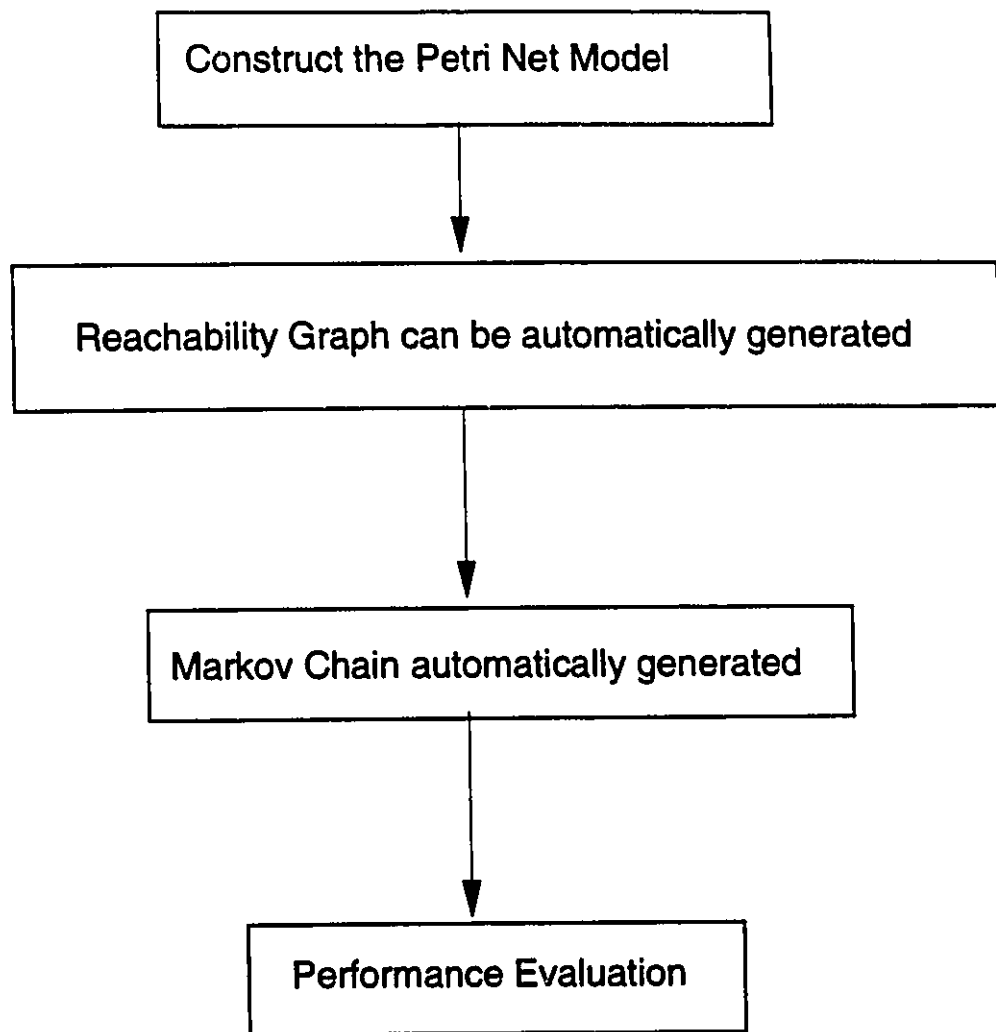 Construct the Petri Net Model
Reachability Graph can be automatically generated
Markov Chain automatically generated
Performance Evaluation